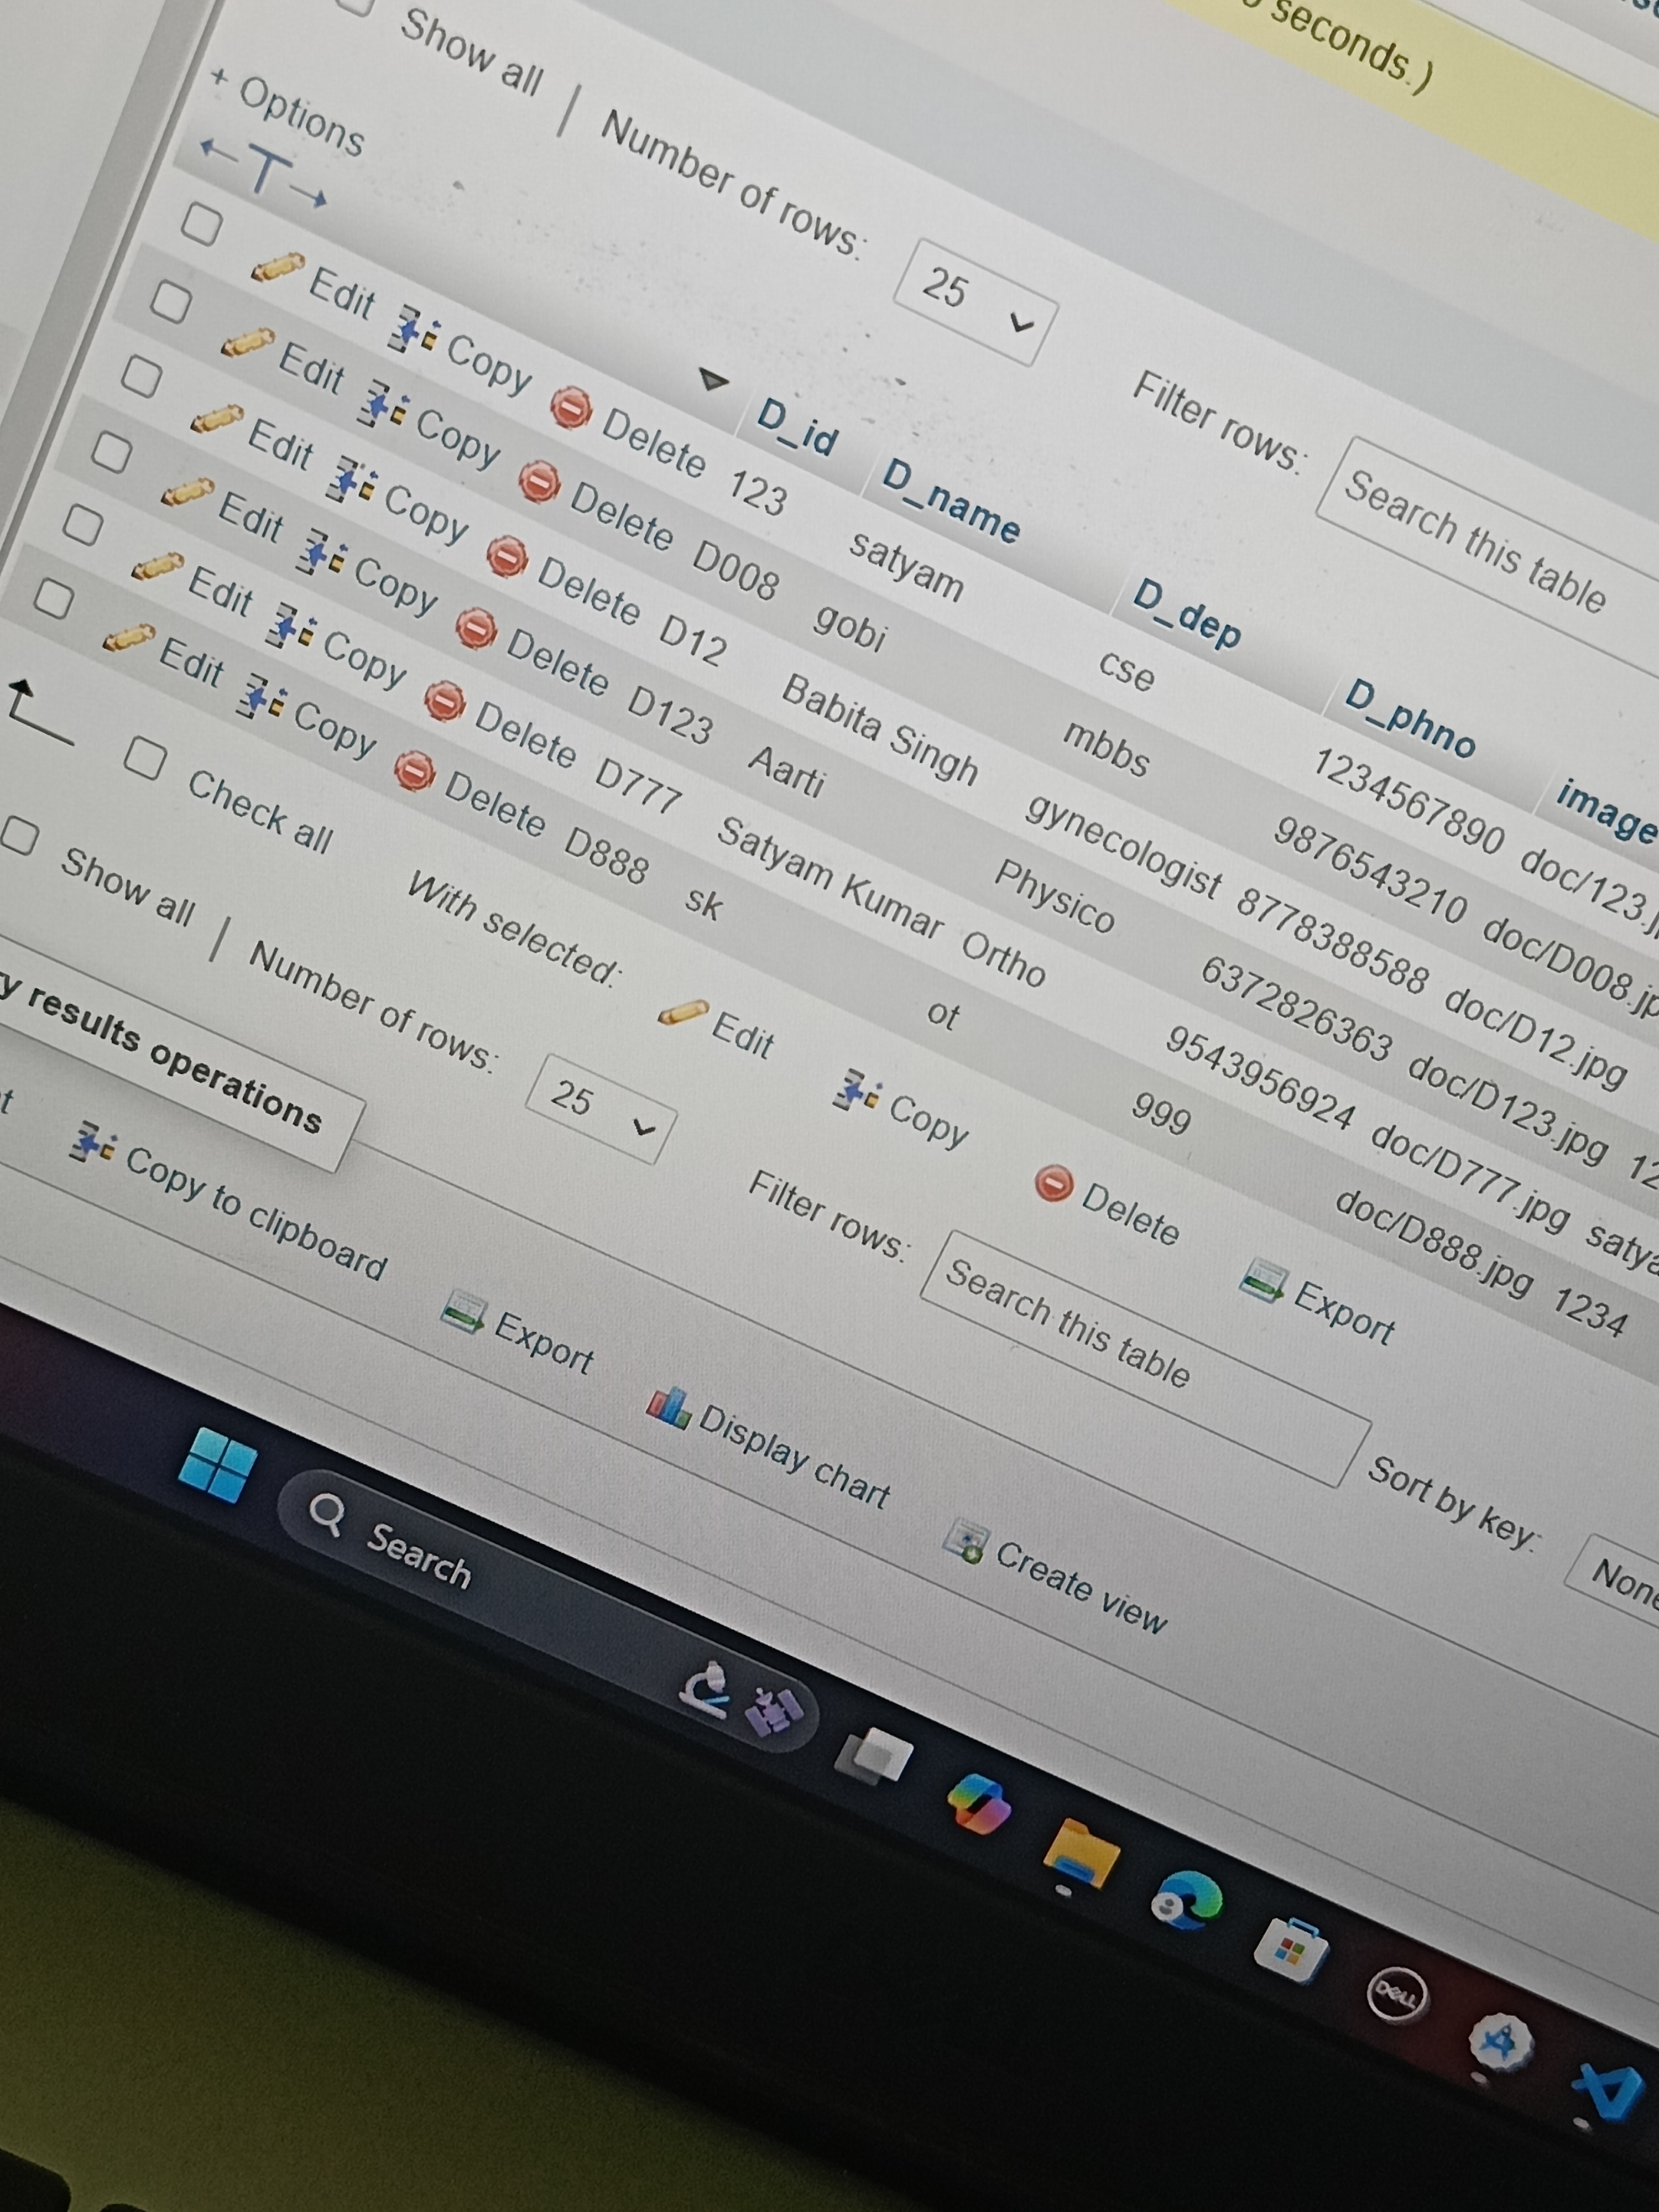 seconds.)
Show all | Number of rows: 25 Filter rows: Search this table
+ Options
←T→ D_id D_name D_dep D_phno image
Edit Copy Delete 123 satyam cse 1234567890 doc/123.j
Edit Copy Delete D008 gobi mbbs 9876543210 doc/D008.jp
Edit Copy Delete D12 Babita Singh gynecologist 8778388588 doc/D12.jpg
Edit Copy Delete D123 Aarti Physico 6372826363 doc/D123.jpg 12
Edit Copy Delete D777 Satyam Kumar Ortho 9543956924 doc/D777.jpg satya
Edit Copy Delete D888 sk ot 999 doc/D888.jpg 1234
Check all With selected: Edit Copy Delete Export
Show all | Number of rows: 25 Filter rows: Search this table Sort by key: None
y results operations
t Copy to clipboard Export Display chart Create view
Search
DELL